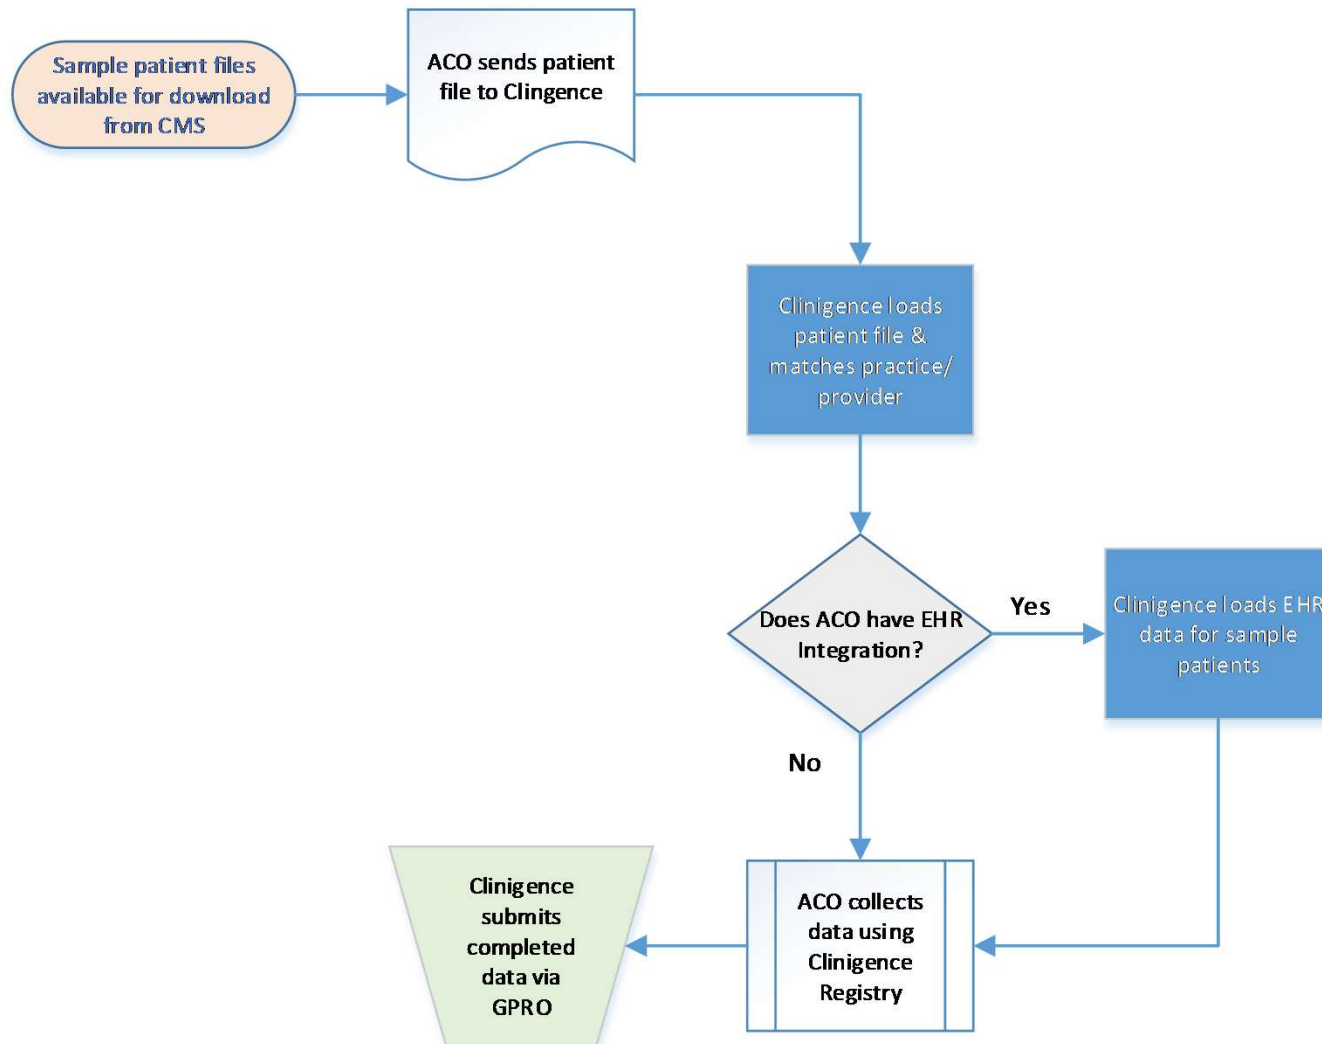 Sample patient files
available for download
from CMS
ACO sends patient
file to Clingence
Clinigence loads
patient file &
matches practice/
provider
Does ACO have EHR
Integration?
Yes
Clinigence loads EHR
data for sample
patients
No
ACO collects
data using
Clinigence
Registry
Clinigence
submits
completed
data via
GPRO